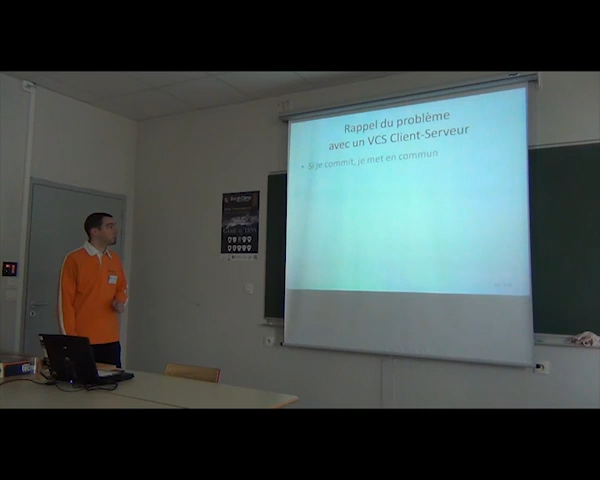 Rappel du problème
avec un VCS Client-Serveur
• Si je commit, je met en commun